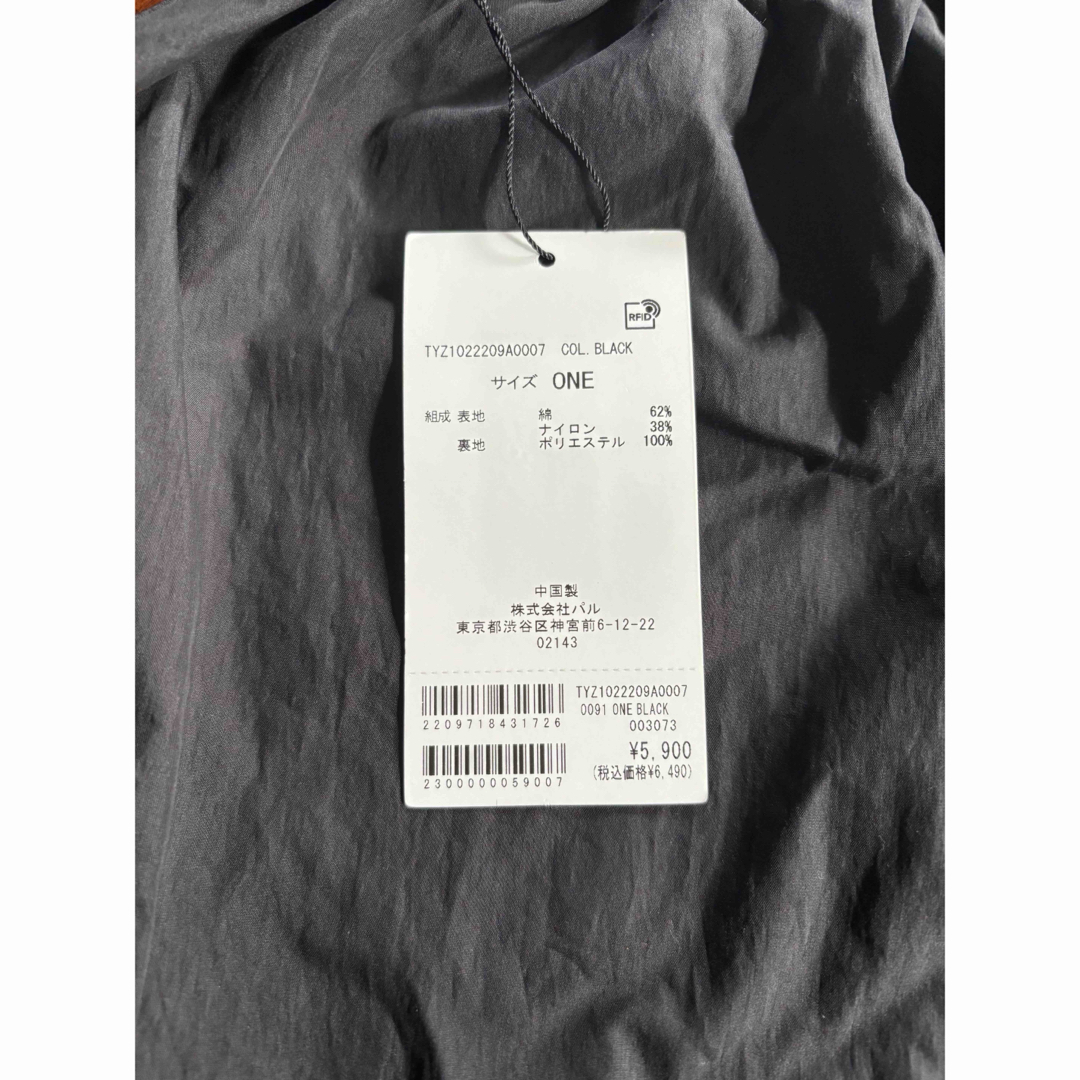 RFID
TYZ1022209A0007 COL. BLACK
サイズ ONE
組成 表地 綿 62%
ナイロン 38%
裏地 ポリエステル 100%
中国製
株式会社パル
東京都渋谷区神宮前6-12-22
02143
TYZ1022209A0007
2209718431726 0091 ONE BLACK
003073
¥5,900
2300000059007 (税込価格¥6,490)